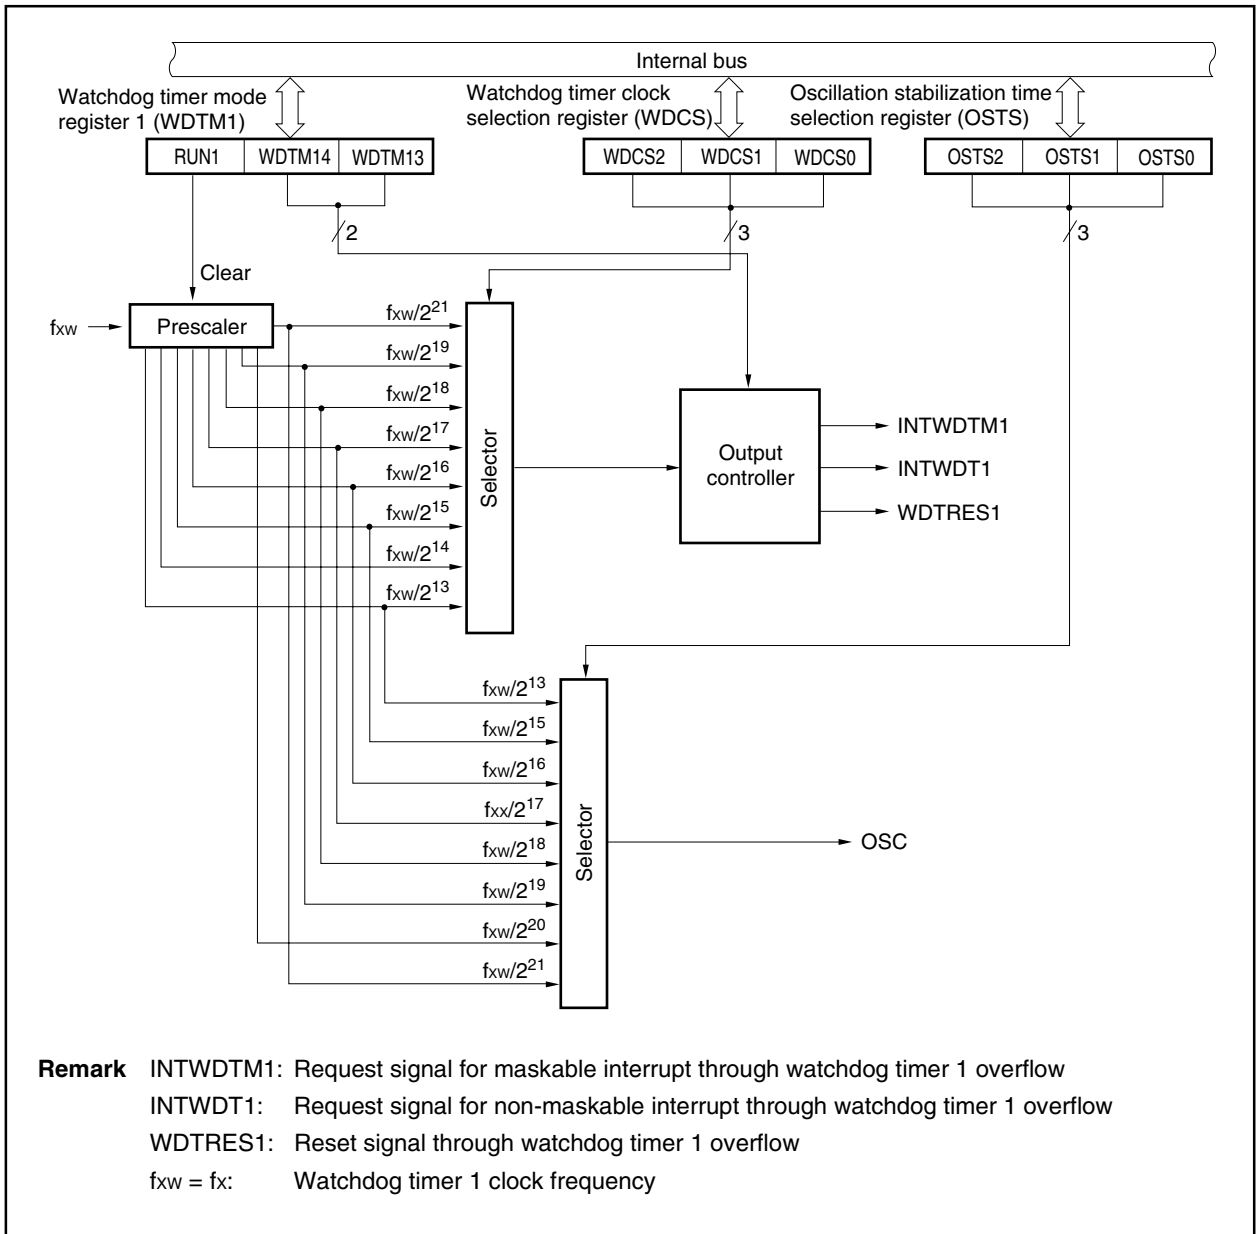 Internal bus
Watchdog timer mode
register 1 (WDTM1)
Watchdog timer clock
selection register (WDCS)
Oscillation stabilization time
selection register (OSTS)
RUN1 WDTM14 WDTM13
WDCS2 WDCS1 WDCS0
OSTS2 OSTS1 OSTS0
2
3
3
Clear
fxw
Prescaler
fxw/2^21
fxw/2^19
fxw/2^18
fxw/2^17
fxw/2^16
fxw/2^15
fxw/2^14
fxw/2^13
Selector
Output
controller
INTWDTM1
INTWDT1
WDTRES1
fxw/2^13
fxw/2^15
fxw/2^16
fxx/2^17
fxw/2^18
fxw/2^19
fxw/2^20
fxw/2^21
Selector
OSC
Remark INTWDTM1: Request signal for maskable interrupt through watchdog timer 1 overflow
INTWDT1: Request signal for non-maskable interrupt through watchdog timer 1 overflow
WDTRES1: Reset signal through watchdog timer 1 overflow
fxw = fx: Watchdog timer 1 clock frequency